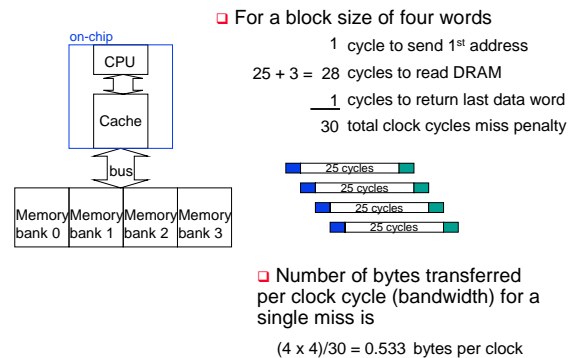 on-chip
CPU
Cache
bus
Memory bank 0
Memory bank 1
Memory bank 2
Memory bank 3
For a block size of four words
1 cycle to send 1st address
25 + 3 = 28 cycles to read DRAM
1 cycles to return last data word
30 total clock cycles miss penalty
25 cycles
25 cycles
25 cycles
25 cycles
Number of bytes transferred
per clock cycle (bandwidth) for a
single miss is
(4 x 4)/30 = 0.533 bytes per clock